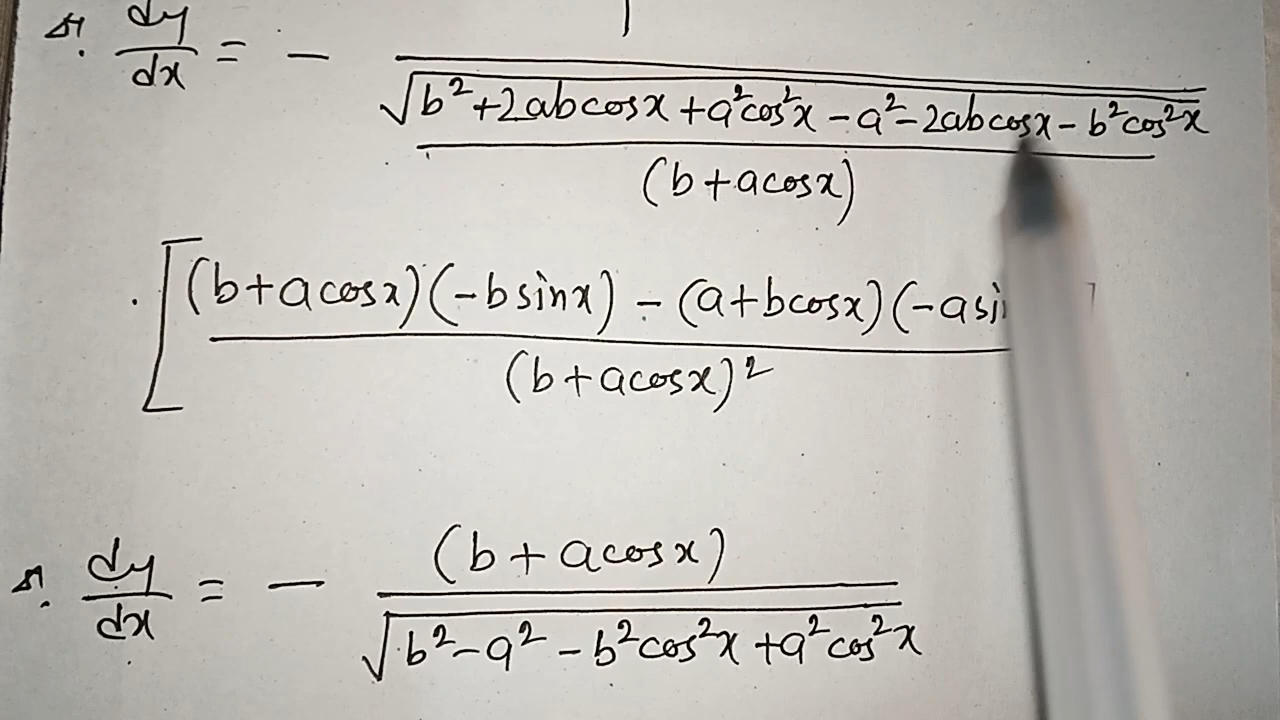 dy/dx = - 1
√b²+2abcosx+a²cos²x-a²-2abcosx-b²cos²x
(b+acosx)
. [(b+acosx)(-bsinx)-(a+bcosx)(-asi
(b+acosx)²
dy/dx = - (b+acosx)
√b²-a²-b²cos²x+a²cos²x